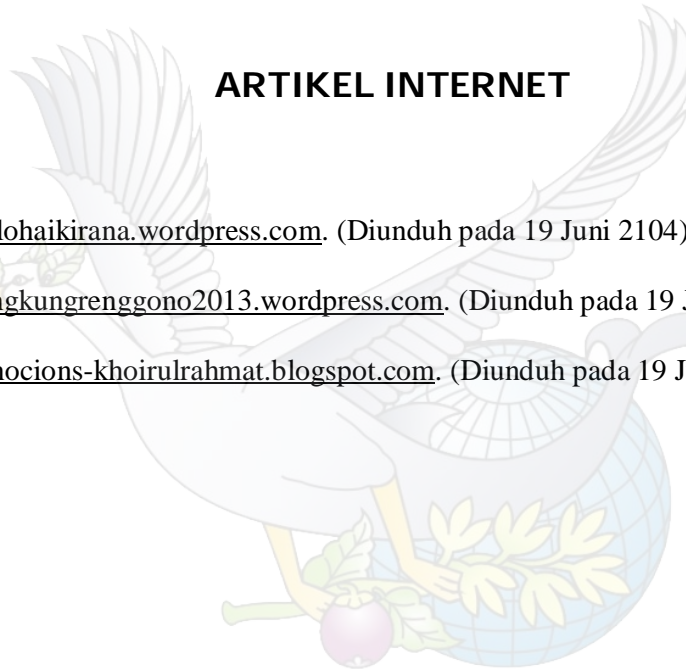 ARTIKEL INTERNET
lohaikirana.wordpress.com. (Diunduh pada 19 Juni 2104)
ngkungrenggono2013.wordpress.com. (Diunduh pada 19 J
nocions-khoirulrahmat.blogspot.com. (Diunduh pada 19 J